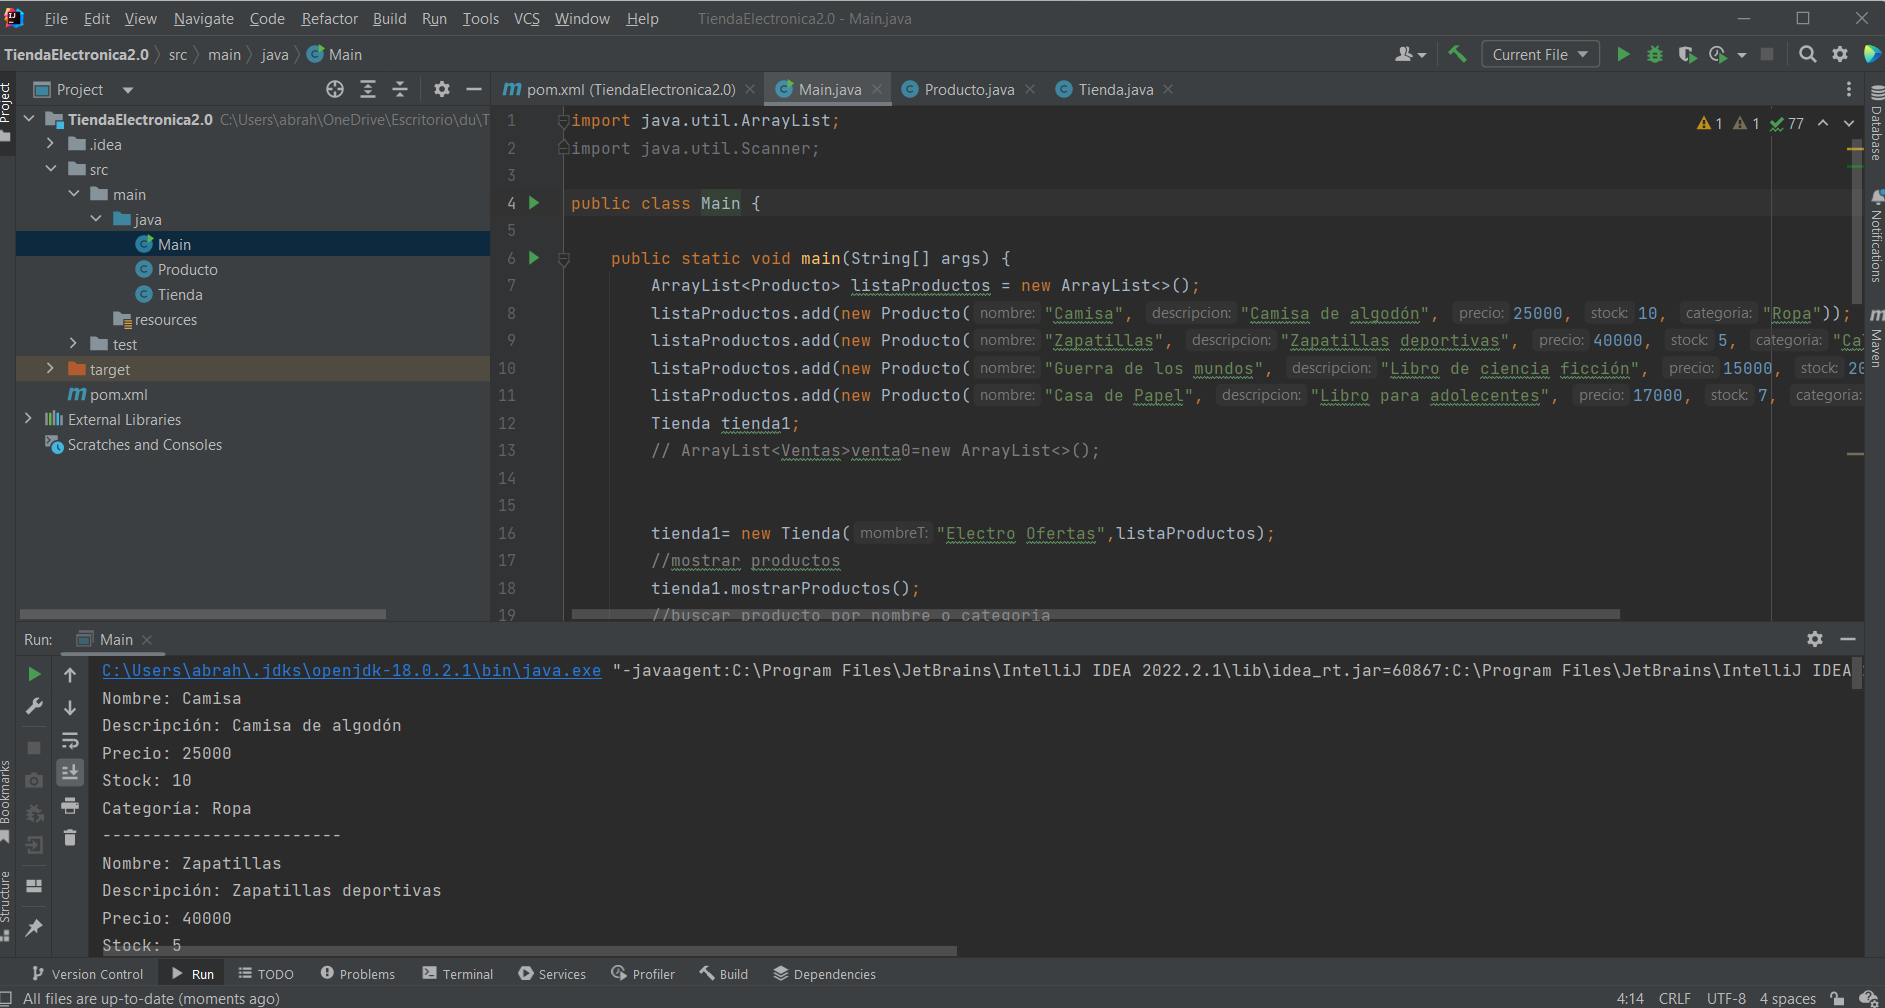 File Edit View Navigate Code Refactor Build Run Tools VCS Window Help TiendaElectronica2.0 - Main.java
TiendaElectronica2.0 src main java Main Current File
Project
pom.xml (TiendaElectronica2.0) Main.java Producto.java Tienda.java
Project
TiendaElectronica2.0 C:\Users\abrah\OneDrive\Escritorio\du\T
.idea
src
main
java
Main
Producto
Tienda
resources
test
target
pom.xml
External Libraries
Scratches and Consoles
1 import java.util.ArrayList;
2 import java.util.Scanner;
3
4 public class Main {
5
6 public static void main(String[] args) {
7 ArrayList<Producto> listaProductos = new ArrayList<>();
8 listaProductos.add(new Producto( nombre: "Camisa", descripcion: "Camisa de algodón", precio: 25000, stock: 10, categoria: "Ropa"));
9 listaProductos.add(new Producto( nombre: "Zapatillas", descripcion: "Zapatillas deportivas", precio: 40000, stock: 5, categoria: "Ca
10 listaProductos.add(new Producto( nombre: "Guerra de los mundos", descripcion: "Libro de ciencia ficción", precio: 15000, stock: 20
11 listaProductos.add(new Producto( nombre: "Casa de Papel", descripcion: "Libro para adolecentes", precio: 17000, stock: 7, categoria:
12 Tienda tienda1;
13 // ArrayList<Ventas>venta0=new ArrayList<>();
14
15
16 tienda1= new Tienda( mombreT: "Electro Ofertas",listaProductos);
17 //mostrar productos
18 tienda1.mostrarProductos();
19 //buscar producto por nombre o categoria
1 1 77
Database
Notifications
Maven
Run: Main
C:\Users\abrah\.jdks\openjdk-18.0.2.1\bin\java.exe "-javaagent:C:\Program Files\JetBrains\IntelliJ IDEA 2022.2.1\lib\idea_rt.jar=60867:C:\Program Files\JetBrains\IntelliJ IDEA
Nombre: Camisa
Descripción: Camisa de algodón
Precio: 25000
Stock: 10
Categoría: Ropa
------------------------
Nombre: Zapatillas
Descripción: Zapatillas deportivas
Precio: 40000
Stock: 5
Bookmarks
Structure
Version Control Run TODO Problems Terminal Services Profiler Build Dependencies
All files are up-to-date (moments ago) 4:14 CRLF UTF-8 4 spaces